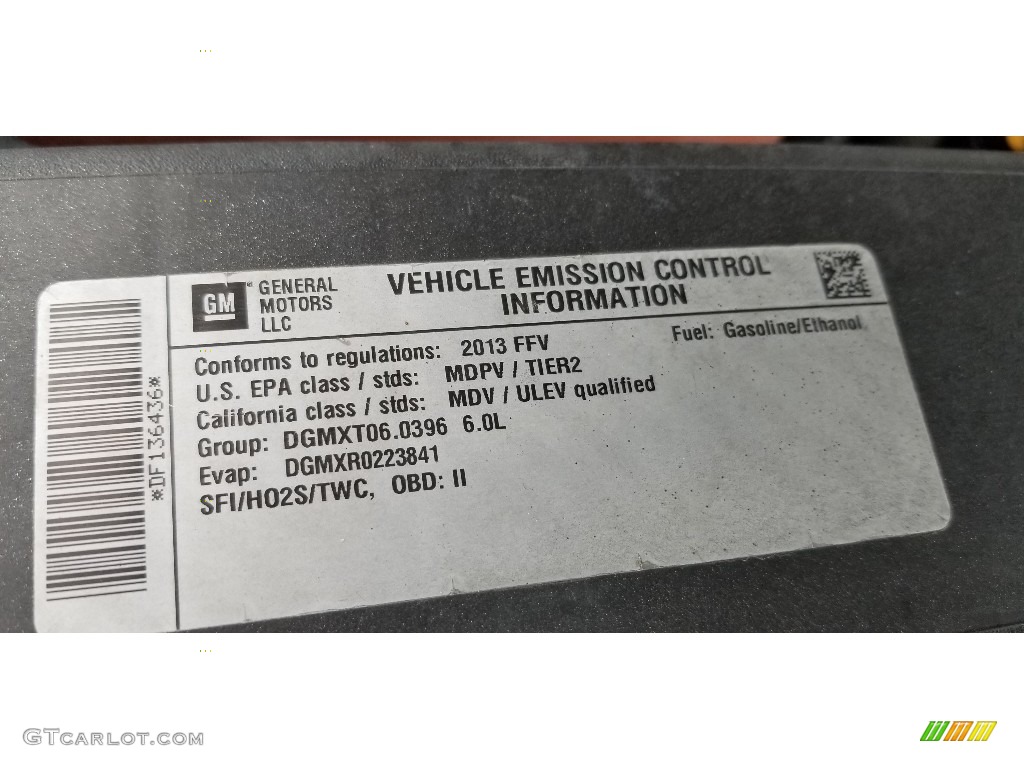 GM
GENERAL
MOTORS
LLC
VEHICLE EMISSION CONTROL
INFORMATION
Fuel: Gasoline/Ethanol
Conforms to regulations: 2013 FFV
U.S. EPA class / stds: MDPV / TIER2
California class / stds: MDV / ULEV qualified
Group: DGMXT06.0396 6.0L
Evap: DGMXR0223841
SFI/HO2S/TWC, OBD: II
*DF136436*
GTCARLOT.COM